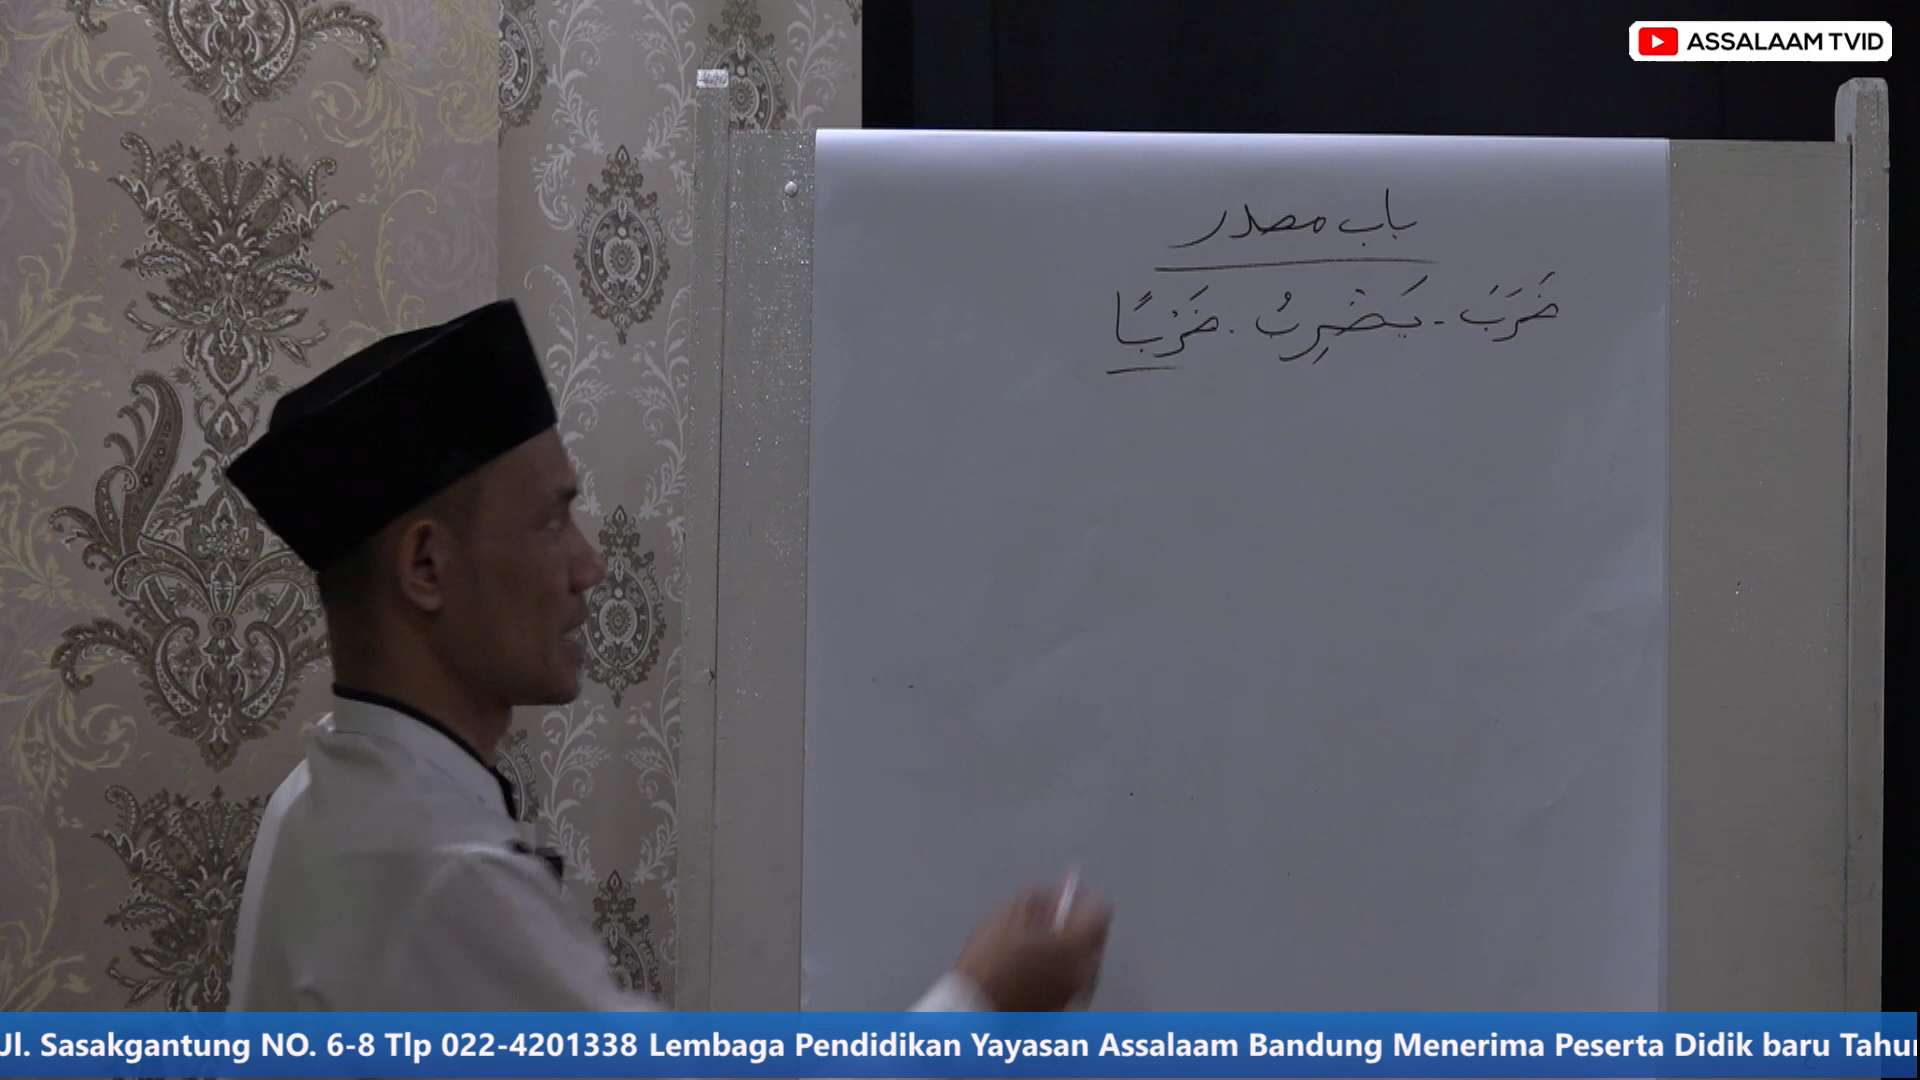 ASSALAAM TVID
باب مصدر
ضَرَبَ - يَضْرِبُ - ضَرْبًا
Jl. Sasakgantung NO. 6-8 Tlp 022-4201338 Lembaga Pendidikan Yayasan Assalaam Bandung Menerima Peserta Didik baru Tahu